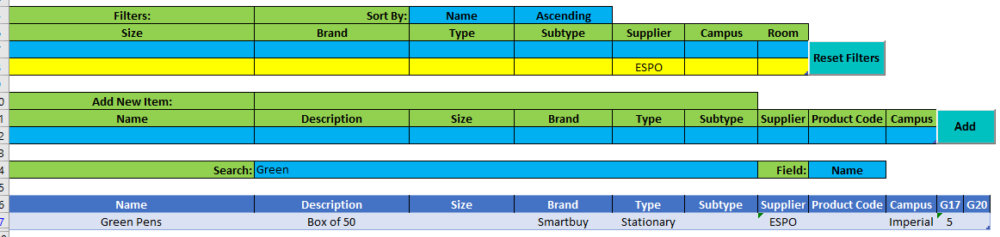 Filters: Sort By: Name Ascending
Size Brand Type Subtype Supplier Campus Room
Reset Filters
ESPO
Add New Item:
Name Description Size Brand Type Subtype Supplier Product Code Campus
Add
Search: Green Field: Name
Name Description Size Brand Type Subtype Supplier Product Code Campus G17 G20
Green Pens Box of 50 Smartbuy Stationary ESPO Imperial 5